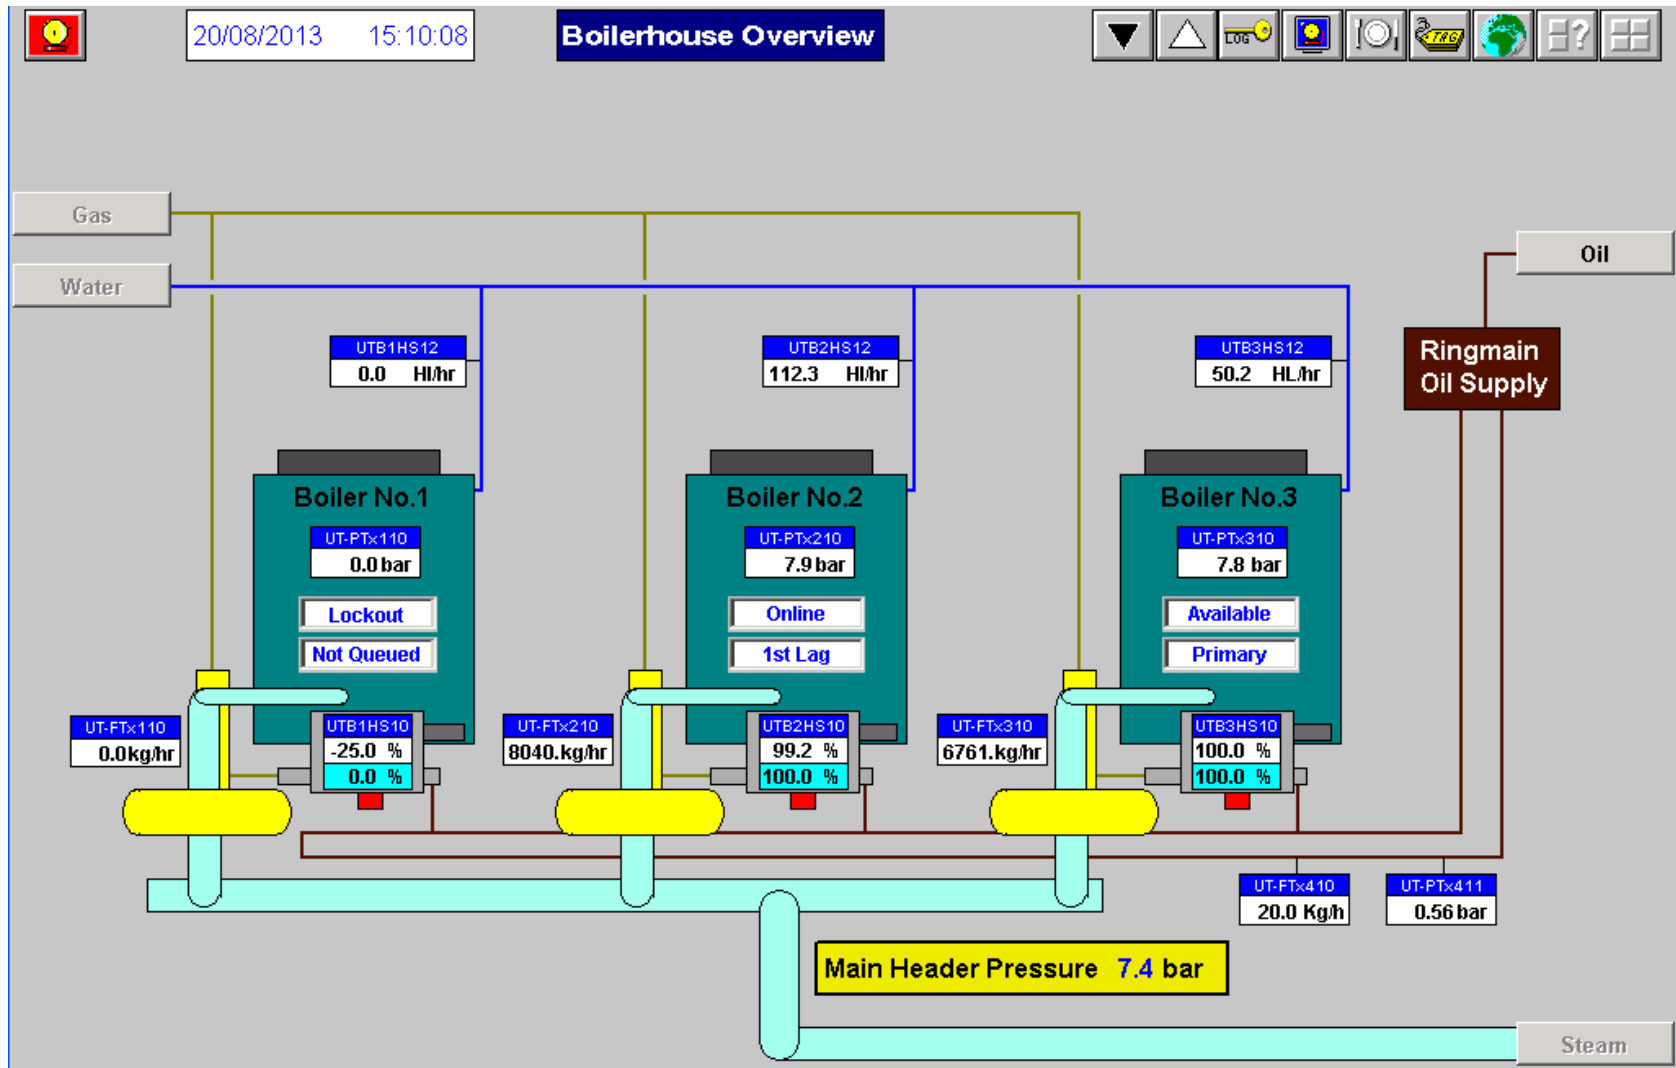 20/08/2013 15:10:08
Boilerhouse Overview
LOG
TAG
?
Gas
Water
Oil
Ringmain
Oil Supply
UTB1HS12
0.0 Hl/hr
UTB2HS12
112.3 Hl/hr
UTB3HS12
50.2 HL/hr
Boiler No.1
UT-PTx110
0.0 bar
Lockout
Not Queued
Boiler No.2
UT-PTx210
7.9 bar
Online
1st Lag
Boiler No.3
UT-PTx310
7.8 bar
Available
Primary
UT-FTx110
0.0kg/hr
UTB1HS10
-25.0 %
0.0 %
UT-FTx210
8040.kg/hr
UTB2HS10
99.2 %
100.0 %
UT-FTx310
6761.kg/hr
UTB3HS10
100.0 %
100.0 %
UT-FTx410
20.0 Kg/h
UT-PTx411
0.56 bar
Main Header Pressure 7.4 bar
Steam